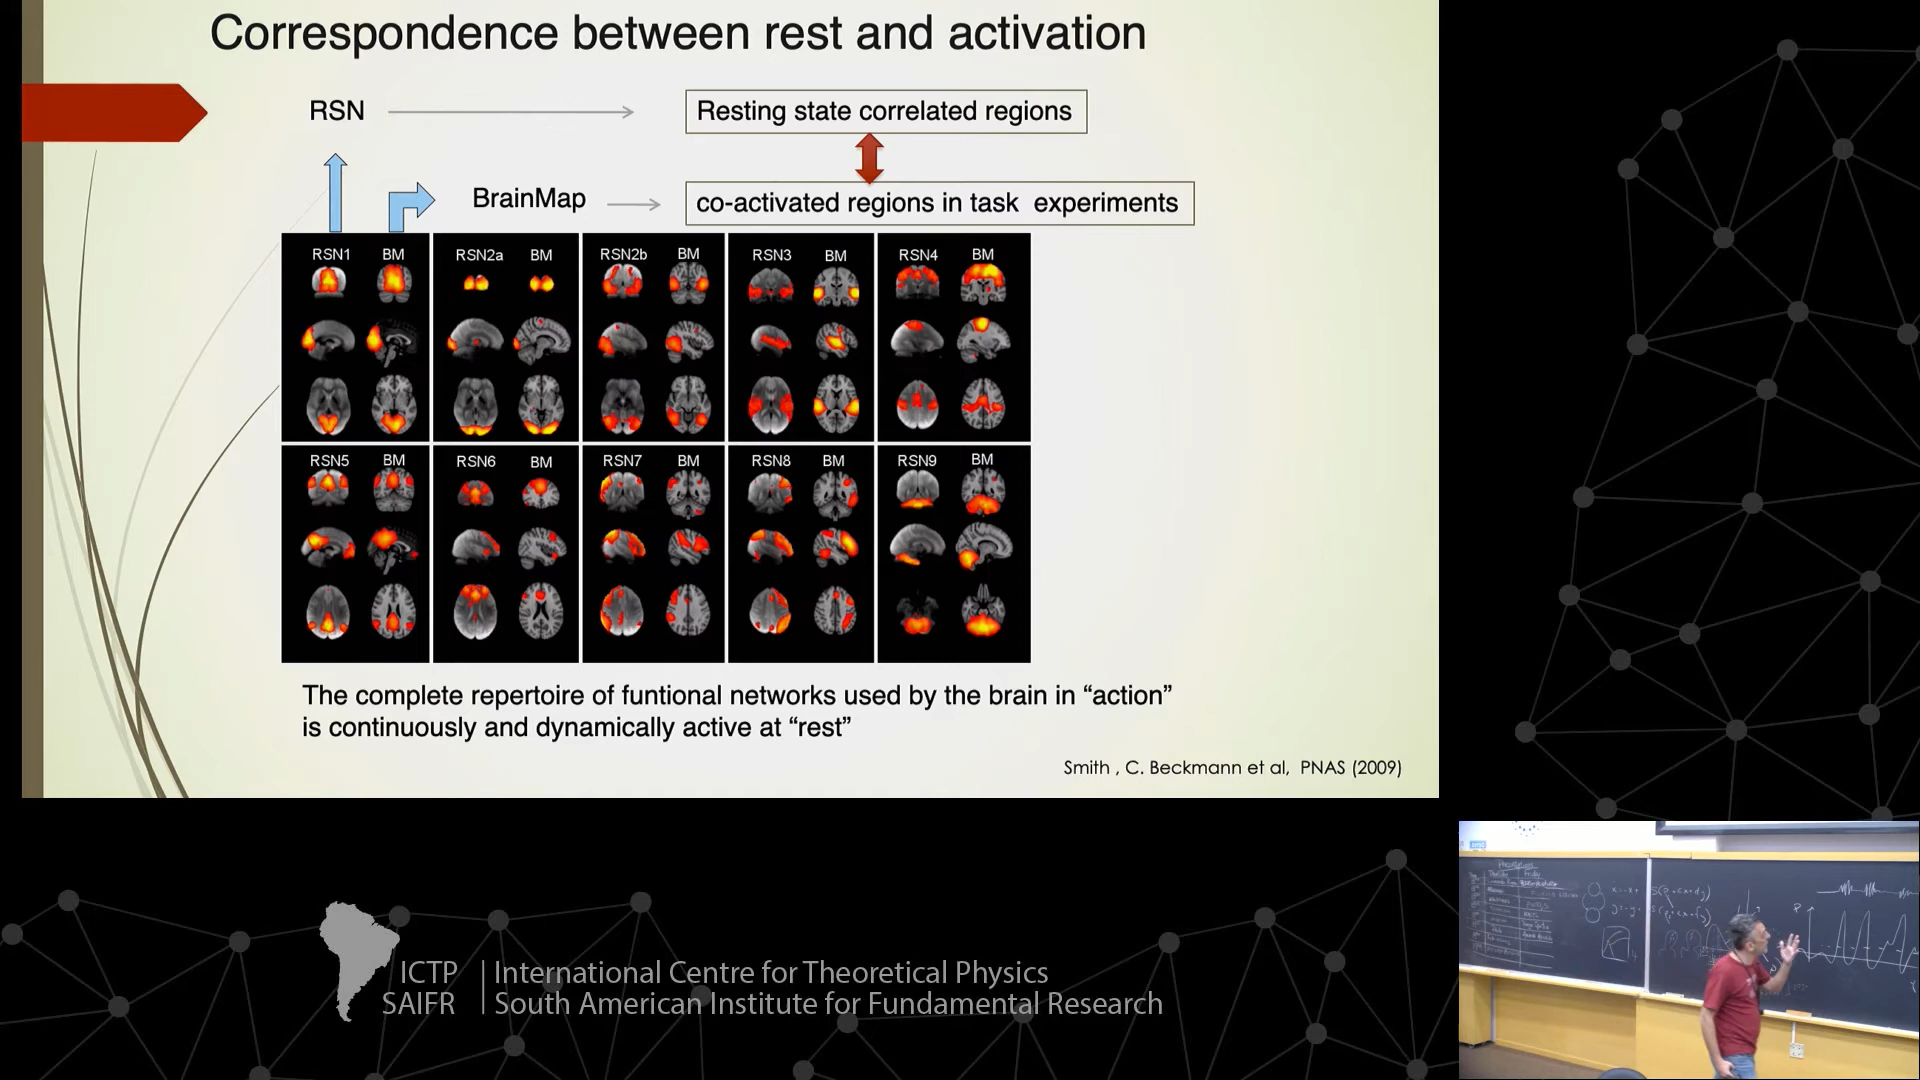 Correspondence between rest and activation
RSN
Resting state correlated regions
BrainMap
co-activated regions in task experiments
RSN1 BM RSN2a BM RSN2b BM RSN3 BM RSN4 BM
RSN5 BM RSN6 BM RSN7 BM RSN8 BM RSN9 BM
The complete repertoire of funtional networks used by the brain in “action”
is continuously and dynamically active at “rest”
Smith , C. Beckmann et al, PNAS (2009)
ICTP | International Centre for Theoretical Physics
SAIFR | South American Institute for Fundamental Research